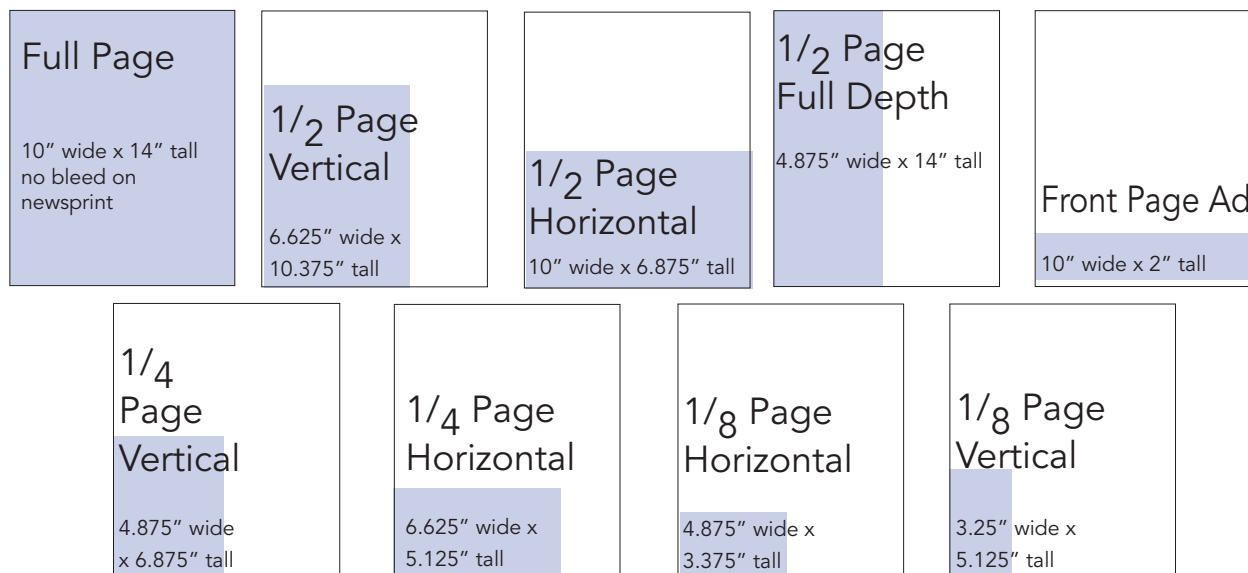 Full Page
10” wide x 14” tall
no bleed on
newsprint
1/2 Page
Vertical
6.625” wide x
10.375” tall
1/2 Page
Horizontal
10” wide x 6.875” tall
1/2 Page
Full Depth
4.875” wide x 14” tall
Front Page Ad
10” wide x 2” tall
1/4
Page
Vertical
4.875” wide
x 6.875” tall
1/4 Page
Horizontal
6.625” wide x
5.125” tall
1/8 Page
Horizontal
4.875” wide x
3.375” tall
1/8 Page
Vertical
3.25” wide x
5.125” tall